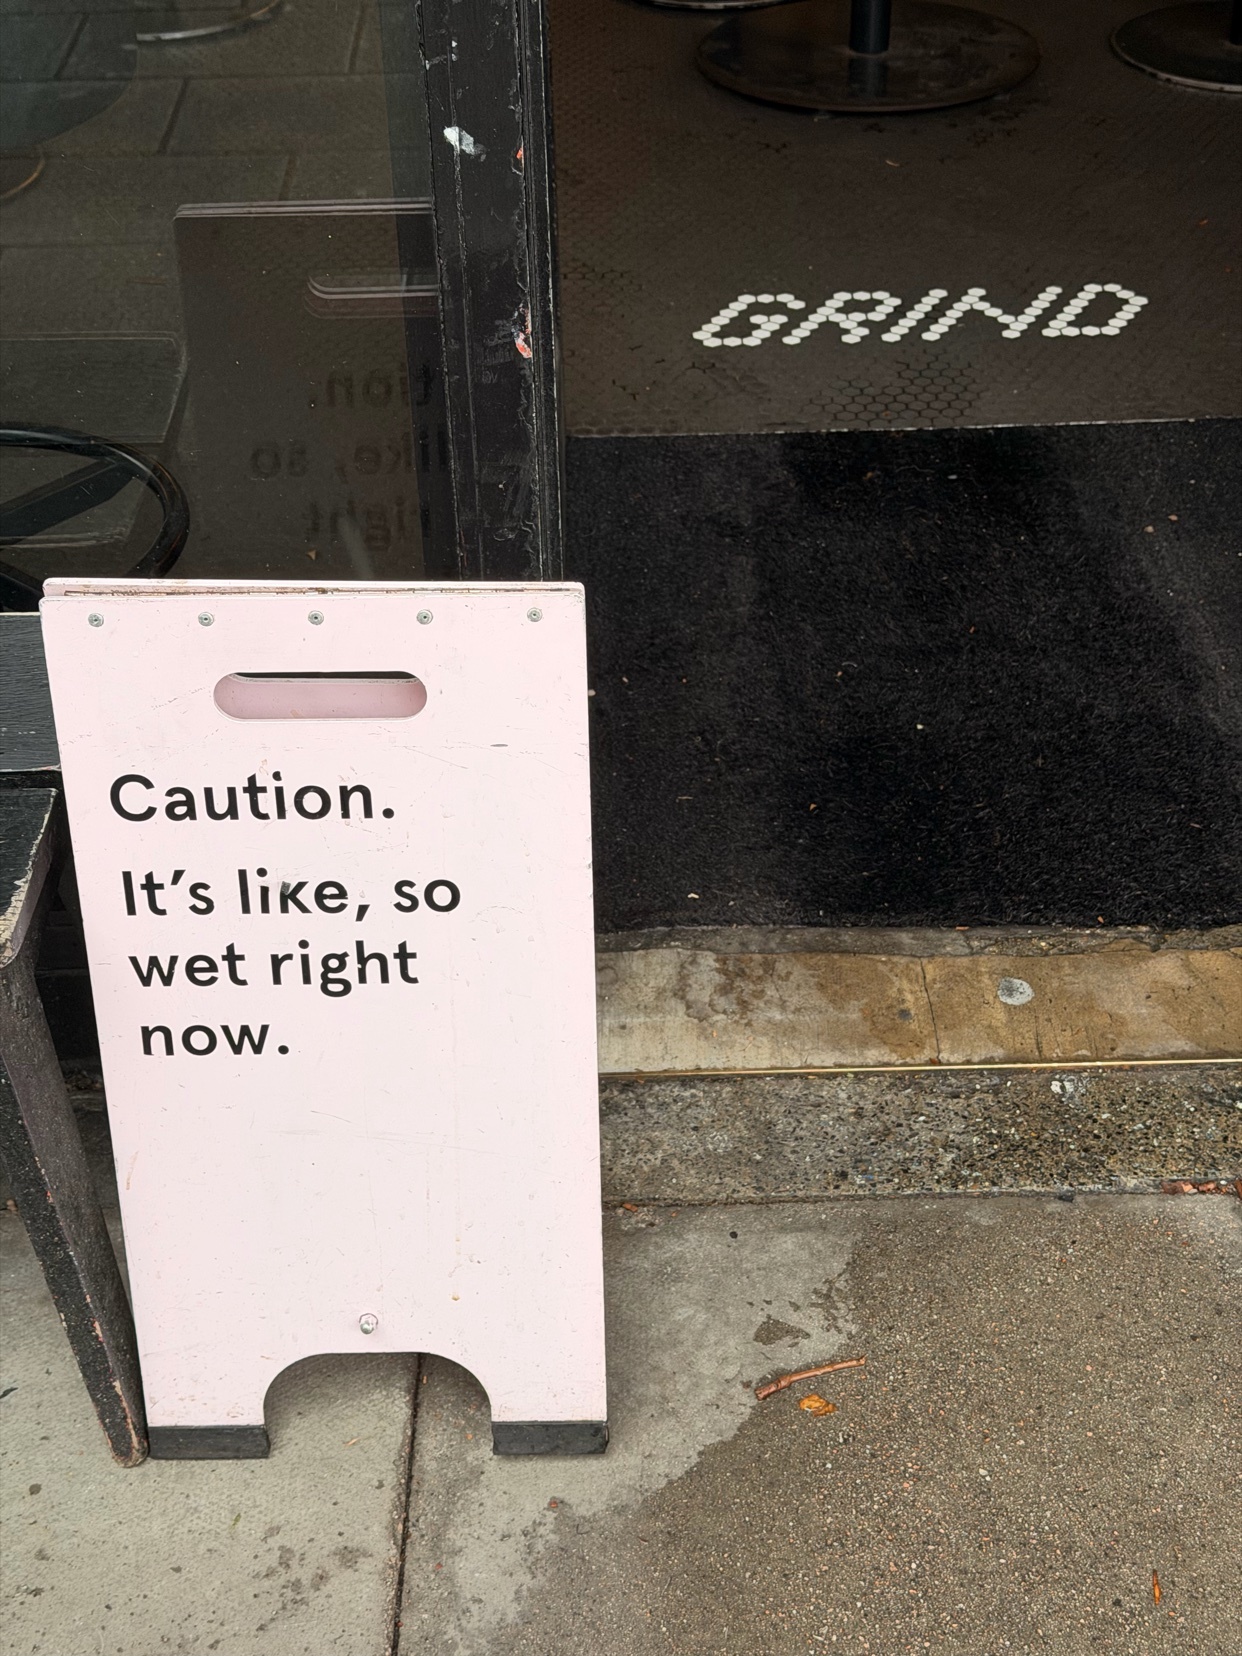 GRIND
Caution.
It's like, so
wet right
now.